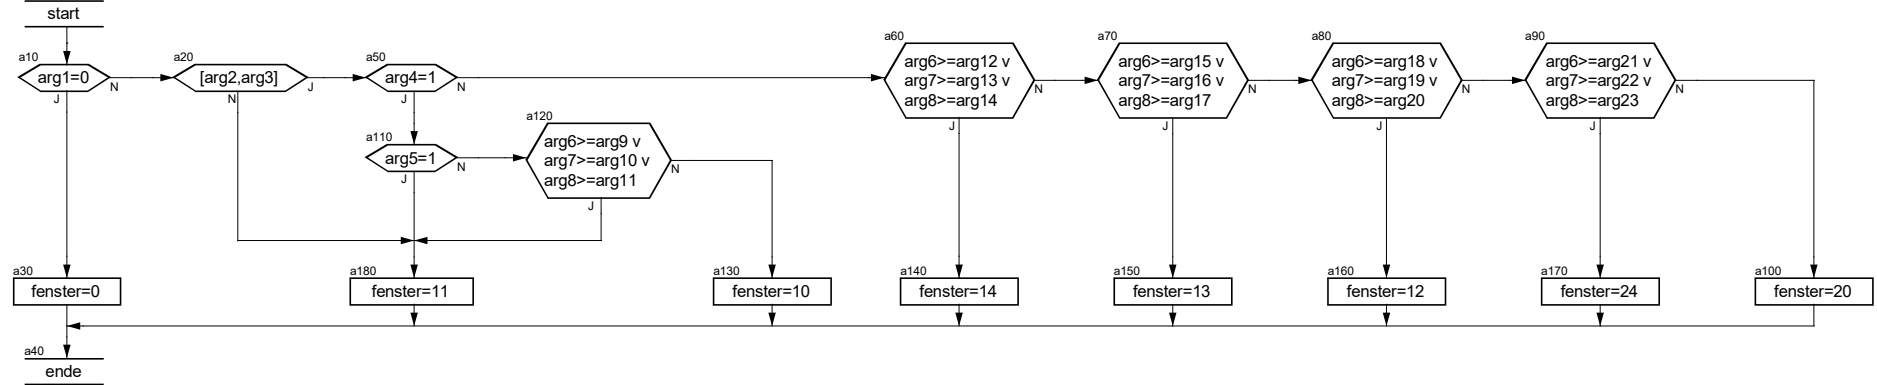 start
a10
arg1=0
N
J
a20
[arg2,arg3]
N
J
a50
arg4=1
N
J
a60
arg6>=arg12 v
arg7>=arg13 v
arg8>=arg14
N
J
a70
arg6>=arg15 v
arg7>=arg16 v
arg8>=arg17
N
J
a80
arg6>=arg18 v
arg7>=arg19 v
arg8>=arg20
N
J
a90
arg6>=arg21 v
arg7>=arg22 v
arg8>=arg23
N
J
a110
arg5=1
N
J
a120
arg6>=arg9 v
arg7>=arg10 v
arg8>=arg11
N
J
a30
fenster=0
a180
fenster=11
a130
fenster=10
a140
fenster=14
a150
fenster=13
a160
fenster=12
a170
fenster=24
a100
fenster=20
a40
ende